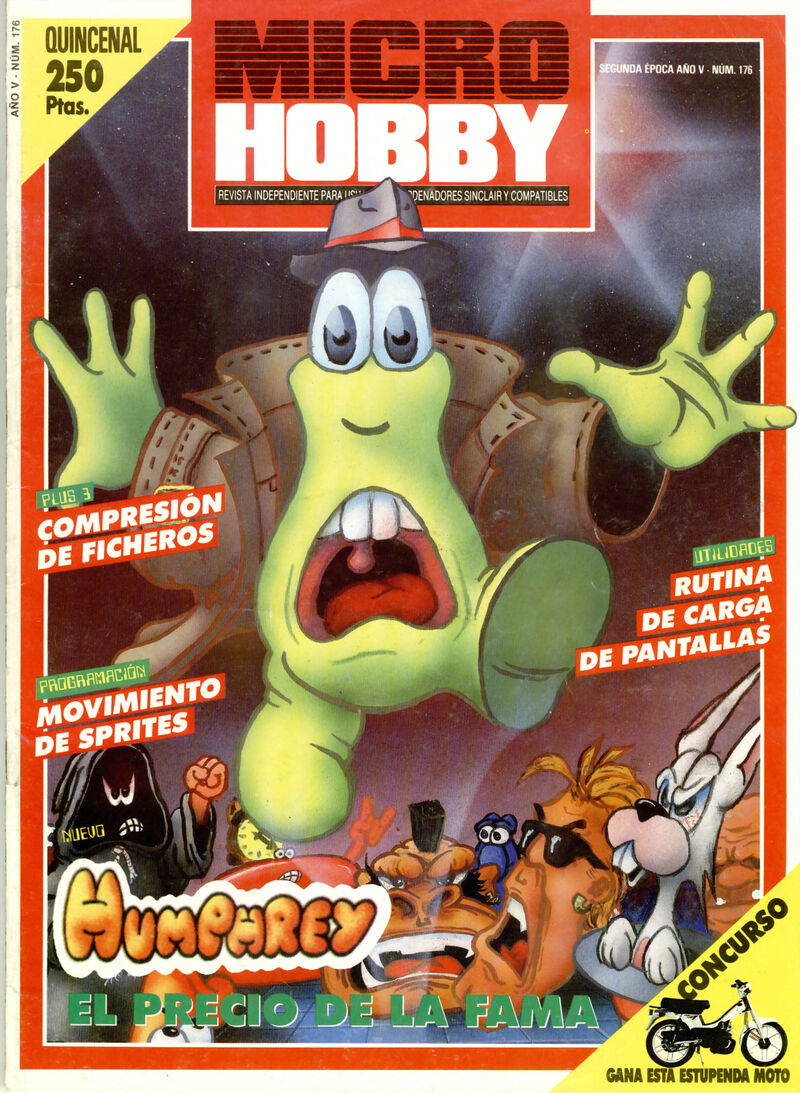 AÑO V - NÚM. 176
QUINCENAL
250
Ptas.
MICRO
HOBBY
SEGUNDA ÉPOCA AÑO V - NÚM. 176
REVISTA INDEPENDIENTE PARA USU DENADORES SINCLAIR Y COMPATIBLES
PLUS 3
COMPRESIÓN
DE FICHEROS
UTILIDADES
RUTINA
DE CARGA
DE PANTALLAS
PROGRAMACIÓN
MOVIMIENTO
DE SPRITES
NUEVO
HUMPHREY
EL PRECIO DE LA FAMA
CONCURSO
GANA ESTA ESTUPENDA MOTO